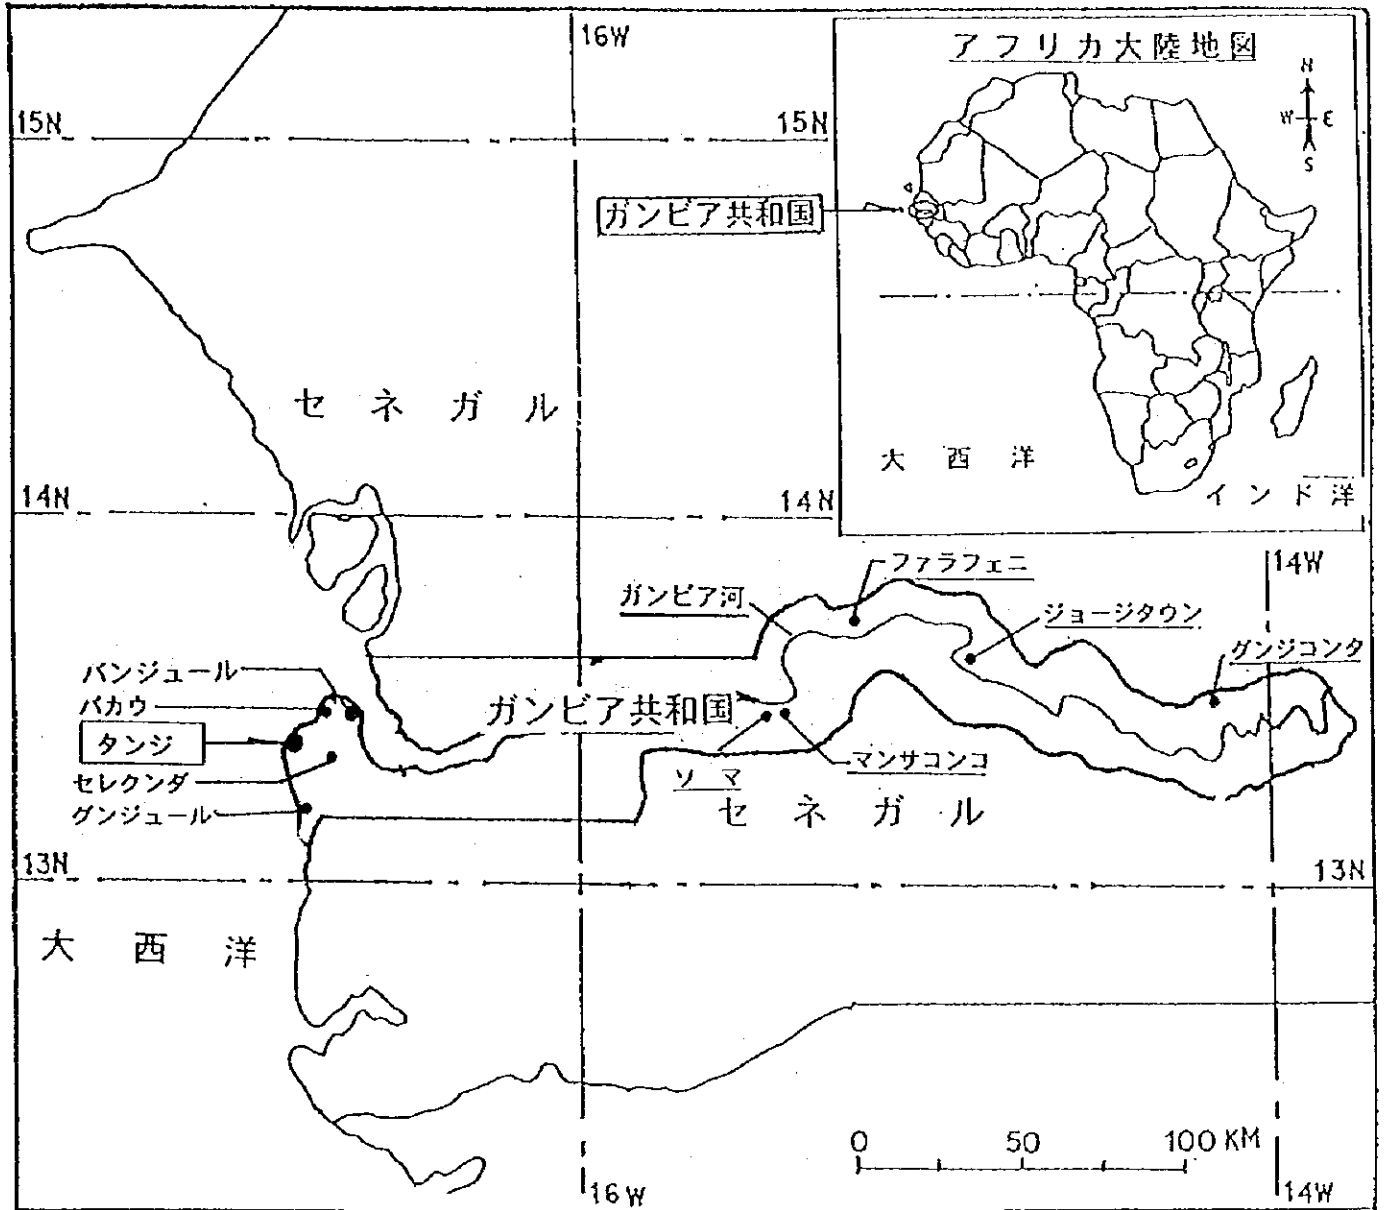 16W
アフリカ大陸地図
N
W E
S
15N
15N
ガンビア共和国
セネガル
大西洋
インド洋
14N
14N
14W
ファラフェニ
ガンビア河
ジョージタウン
グンジコンタ
バンジュール
バカウ
ガンビア共和国
タンジ
セレクンダ
グンジュール
ソマ
マンサコンコ
セネガル
13N
13N
大西洋
0 50 100 KM
16W
14W